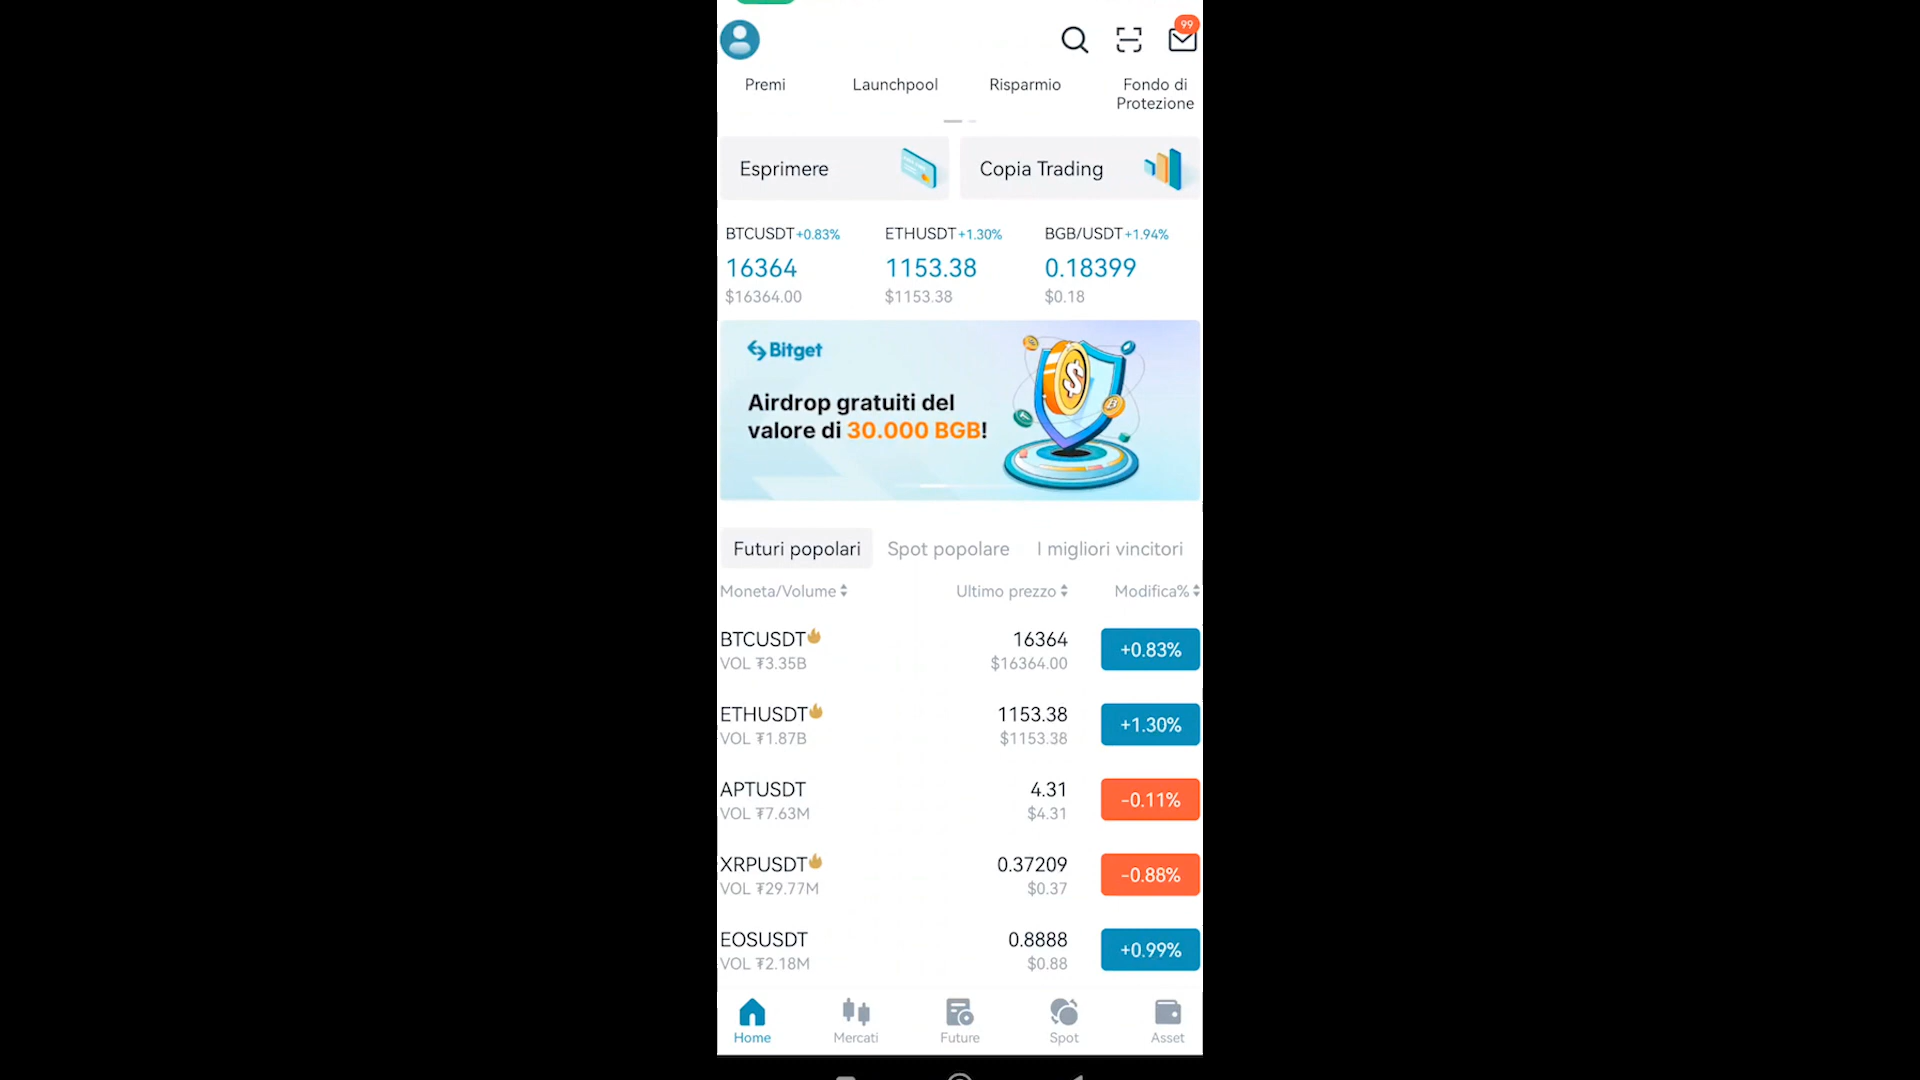 99
Premi Launchpool Risparmio Fondo di
Protezione
Esprimere Copia Trading
BTCUSDT +0.83% ETHUSDT +1.30% BGB/USDT +1.94%
16364 1153.38 0.18399
$16364.00 $1153.38 $0.18
Bitget
Airdrop gratuiti del
valore di 30.000 BGB!
Futuri popolari Spot popolare I migliori vincitori
Moneta/Volume Ultimo prezzo Modifica%
BTCUSDT 16364 +0.83%
VOL ₮3.35B $16364.00
ETHUSDT 1153.38 +1.30%
VOL ₮1.87B $1153.38
APTUSDT 4.31 -0.11%
VOL ₮7.63M $4.31
XRPUSDT 0.37209 -0.88%
VOL ₮29.77M $0.37
EOSUSDT 0.8888 +0.99%
VOL ₮2.18M $0.88
Home Mercati Future Spot Asset